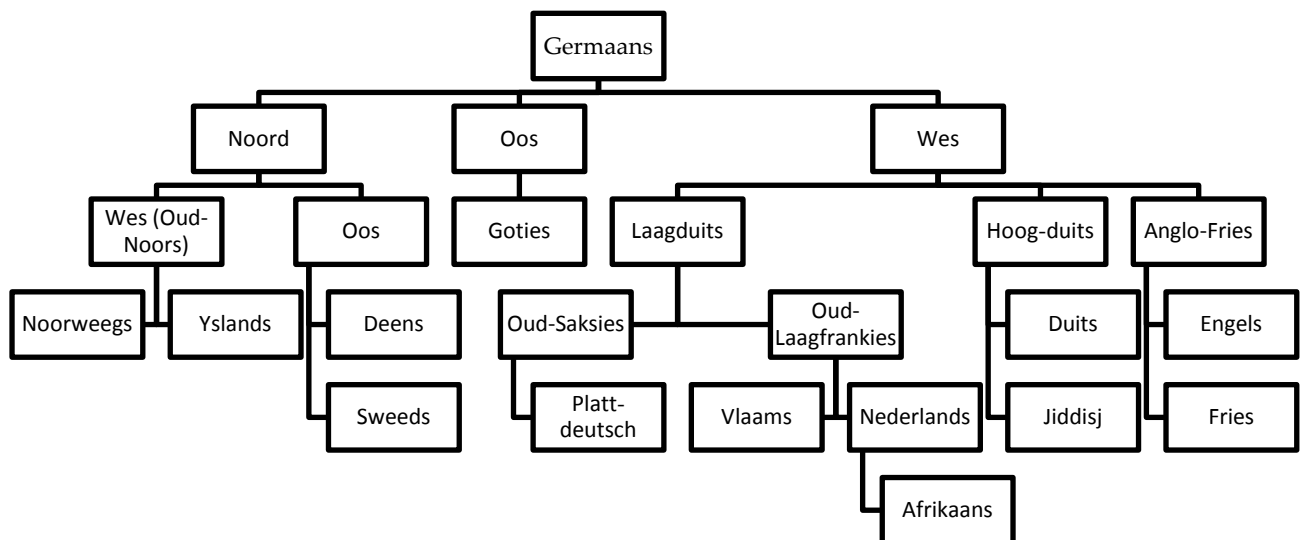 Germaans
Noord
Oos
Wes
Wes (Oud-
Noors)
Oos
Goties
Laagduits
Hoog-duits
Anglo-Fries
Noorweegs
Yslands
Deens
Oud-Saksies
Oud-
Laagfrankies
Duits
Engels
Sweeds
Platt-
deutsch
Vlaams
Nederlands
Jiddisj
Fries
Afrikaans